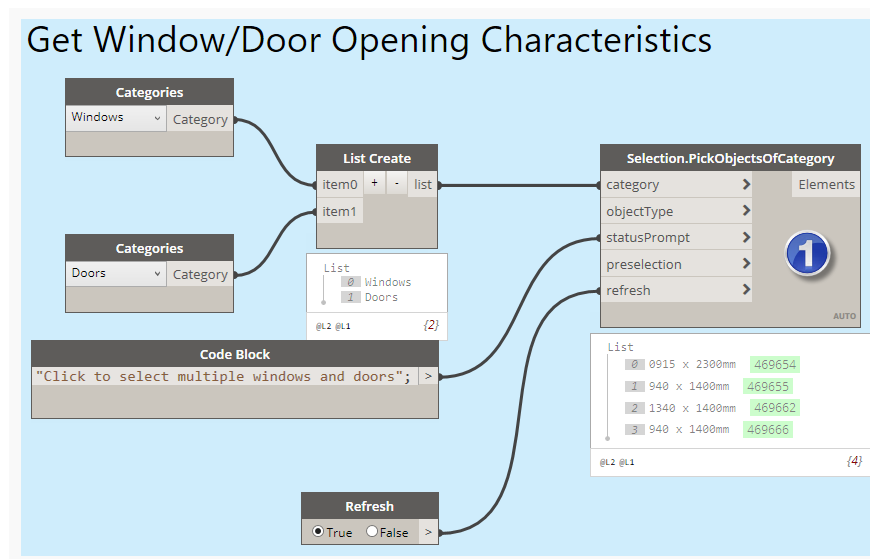 Get Window/Door Opening Characteristics
Categories
Windows
Category
List Create
item0 + - list
item1
Categories
Doors
Category
List
0 Windows
1 Doors
@L2 @L1 {2}
Code Block
"Click to select multiple windows and doors"; >
Refresh
True False >
Selection.PickObjectsOfCategory
category > Elements
objectType >
statusPrompt >
preselection >
refresh >
1
AUTO
List
0 0915 x 2300mm 469654
1 940 x 1400mm 469655
2 1340 x 1400mm 469662
3 940 x 1400mm 469666
@L2 @L1 {4}